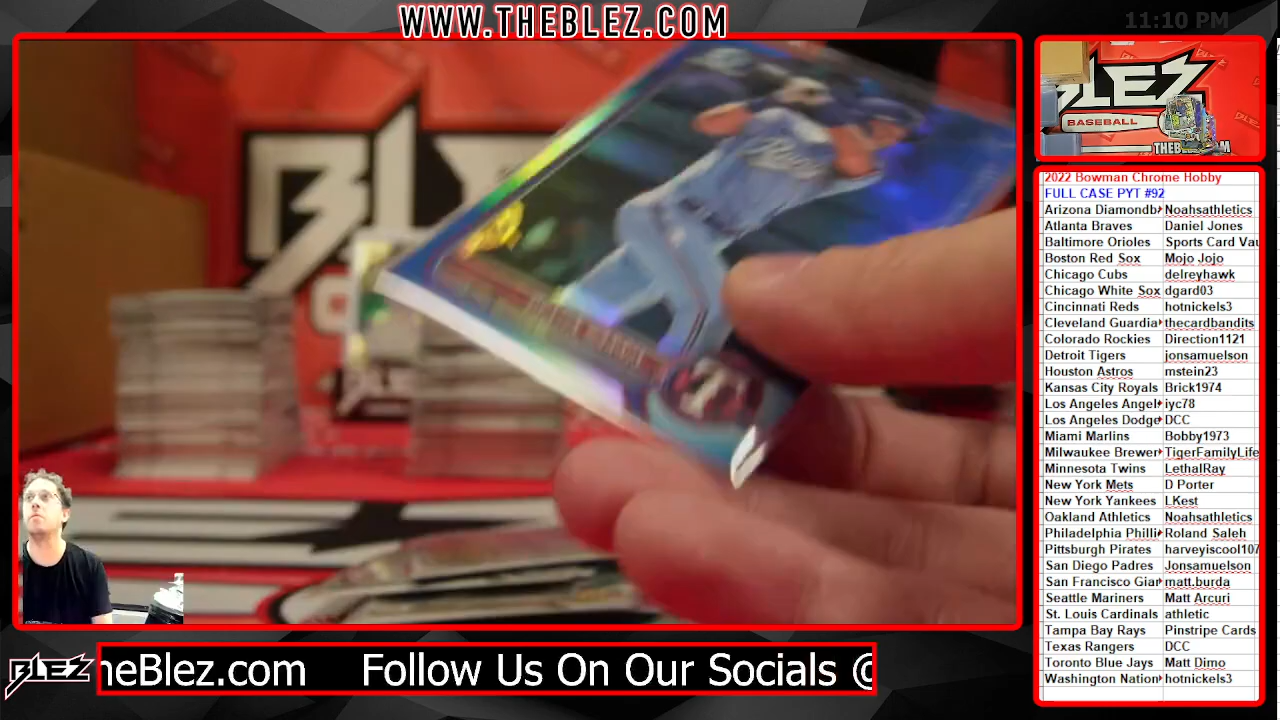 WWW.THEBLEZ.COM
11:10 PM
BLEZ
BASEBALL
2022 Bowman Chrome Hobby
FULL CASE PYT #92
Arizona Diamondb Noahsathletics
Atlanta Braves Daniel Jones
Baltimore Orioles Sports Card Vau
Boston Red Sox Mojo Jojo
Chicago Cubs delreyhawk
Chicago White Sox dgard03
Cincinnati Reds hotnickels3
Cleveland Guardia thecardbandits
Colorado Rockies Direction1121
Detroit Tigers jonsamuelson
Houston Astros mstein23
Kansas City Royals Brick1974
Los Angeles Angel iyc78
Los Angeles Dodge DCC
Miami Marlins Bobby1973
Milwaukee Brewer TigerFamilyLife
Minnesota Twins LethalRay
New York Mets D Porter
New York Yankees LKest
Oakland Athletics Noahsathletics
Philadelphia Philli Roland Saleh
Pittsburgh Pirates harveyiscool107
San Diego Padres Jonsamuelson
San Francisco Gian matt.burda
Seattle Mariners Matt Arcuri
St. Louis Cardinals athletic
Tampa Bay Rays Pinstripe Cards
Texas Rangers DCC
Toronto Blue Jays Matt Dimo
Washington Nation hotnickels3
BLEZ
heBlez.com Follow Us On Our Socials @